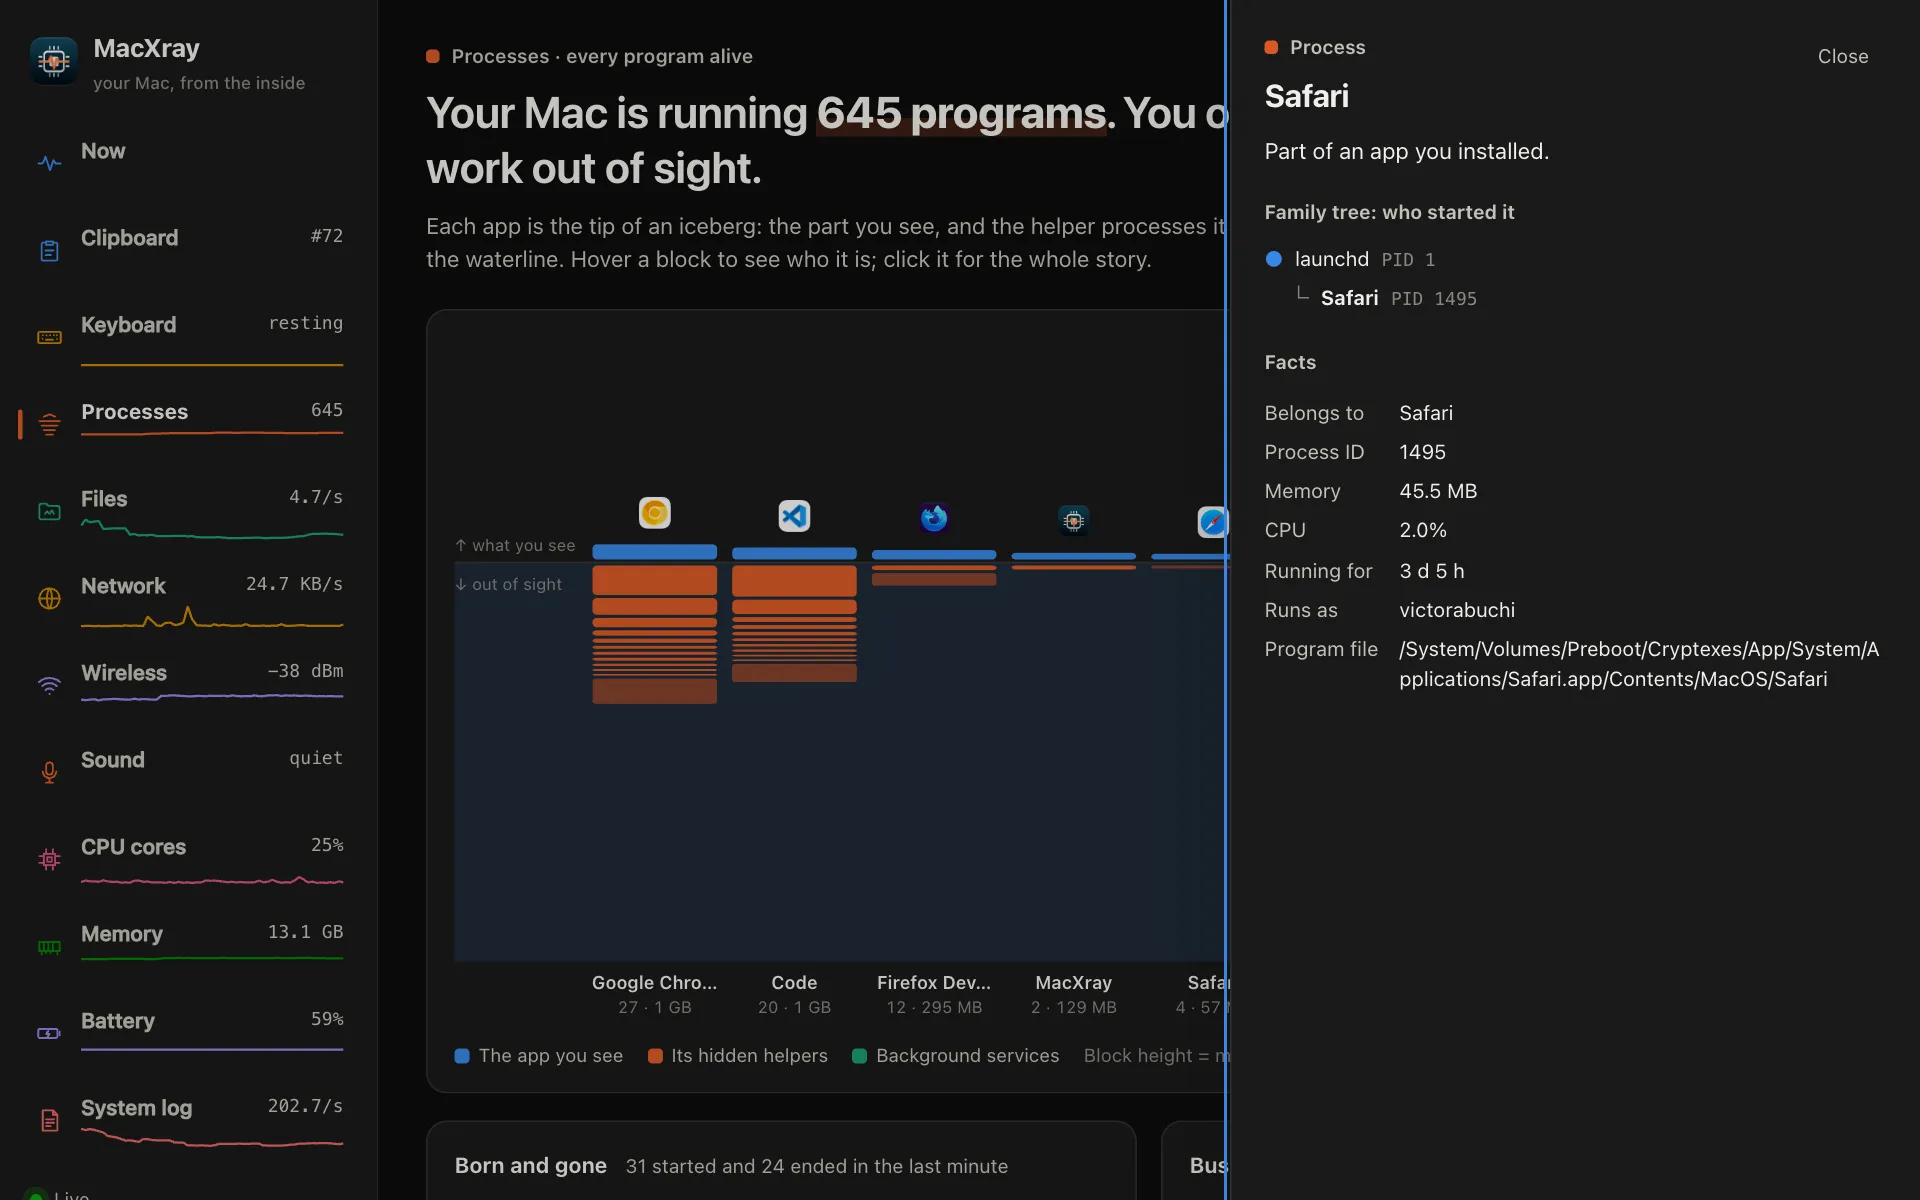 MacXray
your Mac, from the inside
Now
Clipboard #72
Keyboard resting
Processes 645
Files 4.7/s
Network 24.7 KB/s
Wireless −38 dBm
Sound quiet
CPU cores 25%
Memory 13.1 GB
Battery 59%
System log 202.7/s
Live
Processes · every program alive
Your Mac is running 645 programs. You o
work out of sight.
Each app is the tip of an iceberg: the part you see, and the helper processes it
the waterline. Hover a block to see who it is; click it for the whole story.
↑ what you see
↓ out of sight
Google Chro... Code Firefox Dev... MacXray Safar
27 · 1 GB 20 · 1 GB 12 · 295 MB 2 · 129 MB 4 · 57 M
The app you see Its hidden helpers Background services Block height = m
Born and gone 31 started and 24 ended in the last minute
Bus
Process
Close
Safari
Part of an app you installed.
Family tree: who started it
launchd PID 1
└ Safari PID 1495
Facts
Belongs to Safari
Process ID 1495
Memory 45.5 MB
CPU 2.0%
Running for 3 d 5 h
Runs as victorabuchi
Program file /System/Volumes/Preboot/Cryptexes/App/System/A
pplications/Safari.app/Contents/MacOS/Safari